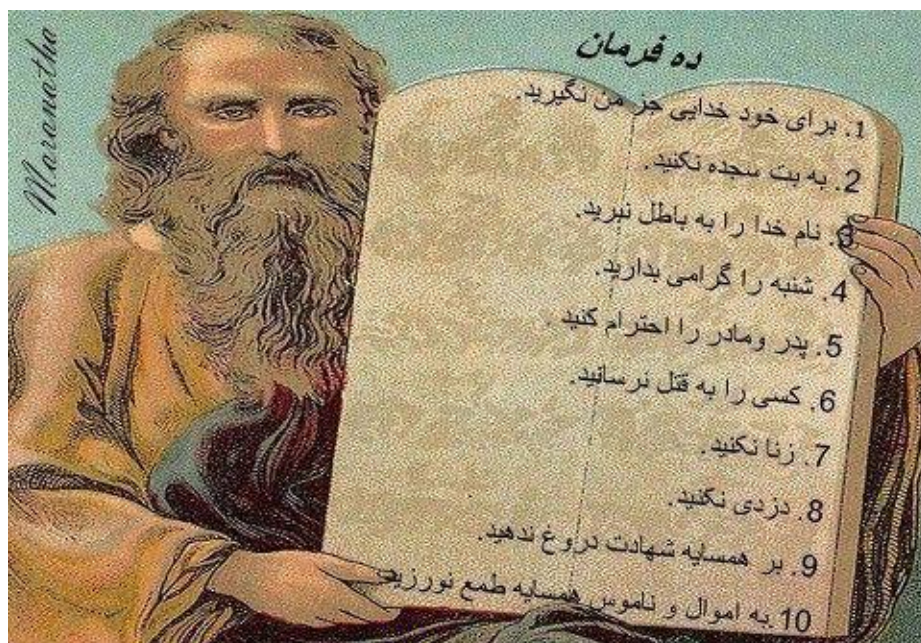 Maranatha
ده فرمان
1. برای خود خدایی جز من نگیرید.
2. به بت سجده نکنید.
3. نام خدا را به باطل نبرید.
4. شنبه را گرامی بدارید.
5. پدر ومادر را احترام کنید .
6. کسی را به قتل نرسانید.
7. زنا نکنید.
8. دزدی نکنید.
9. بر همسایه شهادت دروغ ندهید.
10.به اموال و ناموس همسایه طمع نورزید